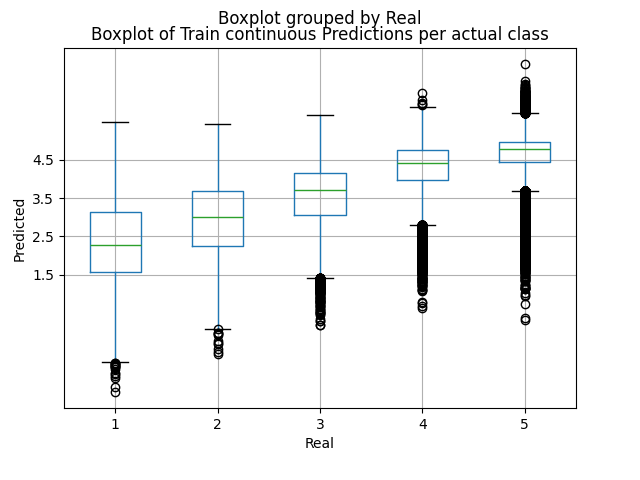 Boxplot grouped by Real
Boxplot of Train continuous Predictions per actual class
4.5
3.5
2.5
1.5
Predicted
1 2 3 4 5
Real